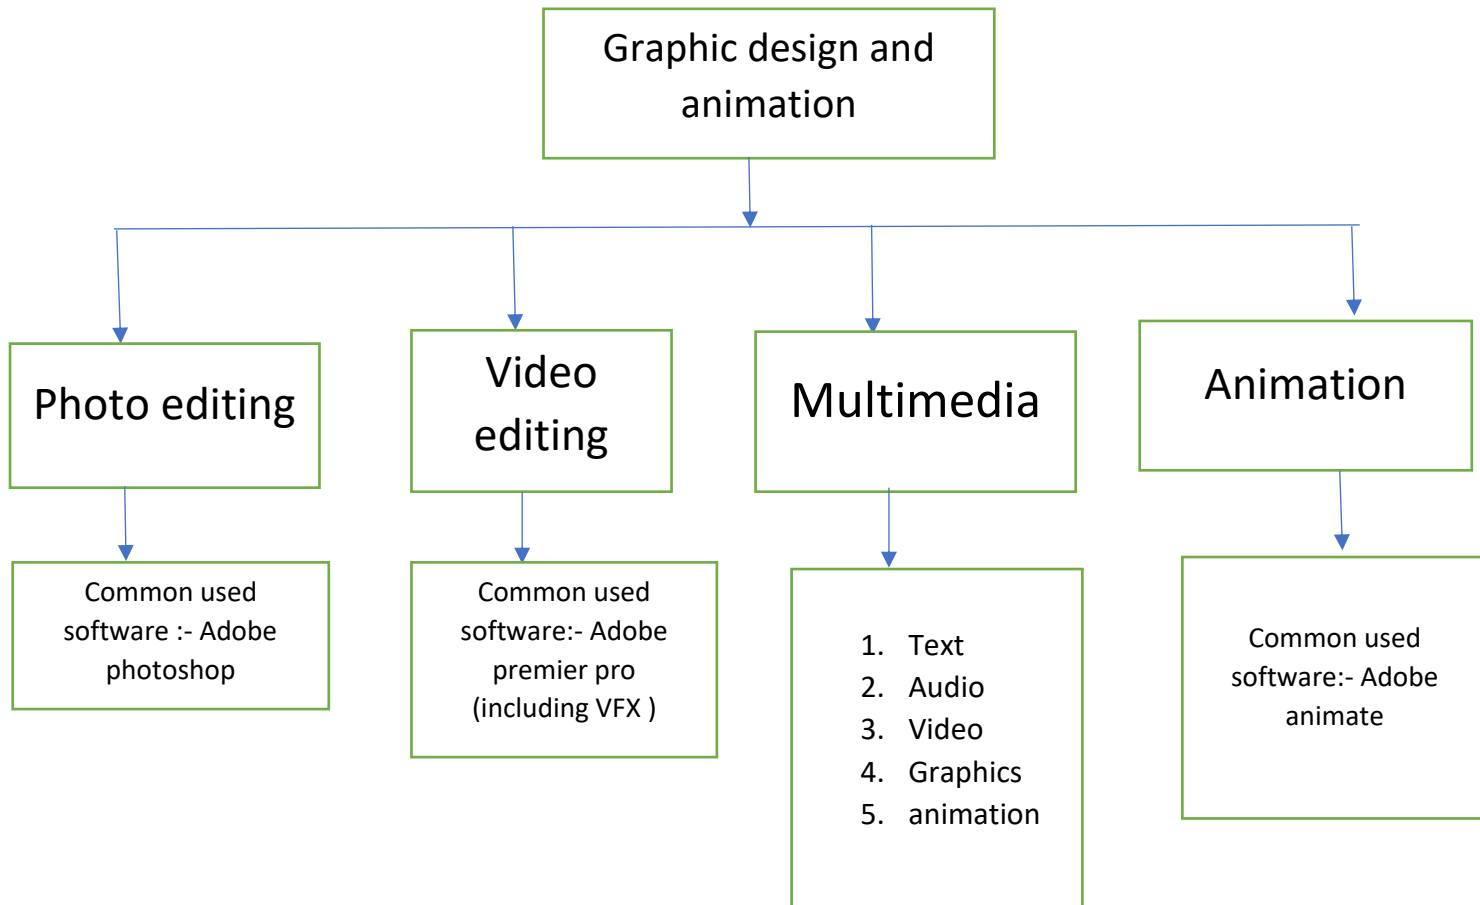 Graphic design and
animation
Photo editing
Video
editing
Multimedia
Animation
Common used
software :- Adobe
photoshop
Common used
software:- Adobe
premier pro
(including VFX )
1. Text
2. Audio
3. Video
4. Graphics
5. animation
Common used
software:- Adobe
animate